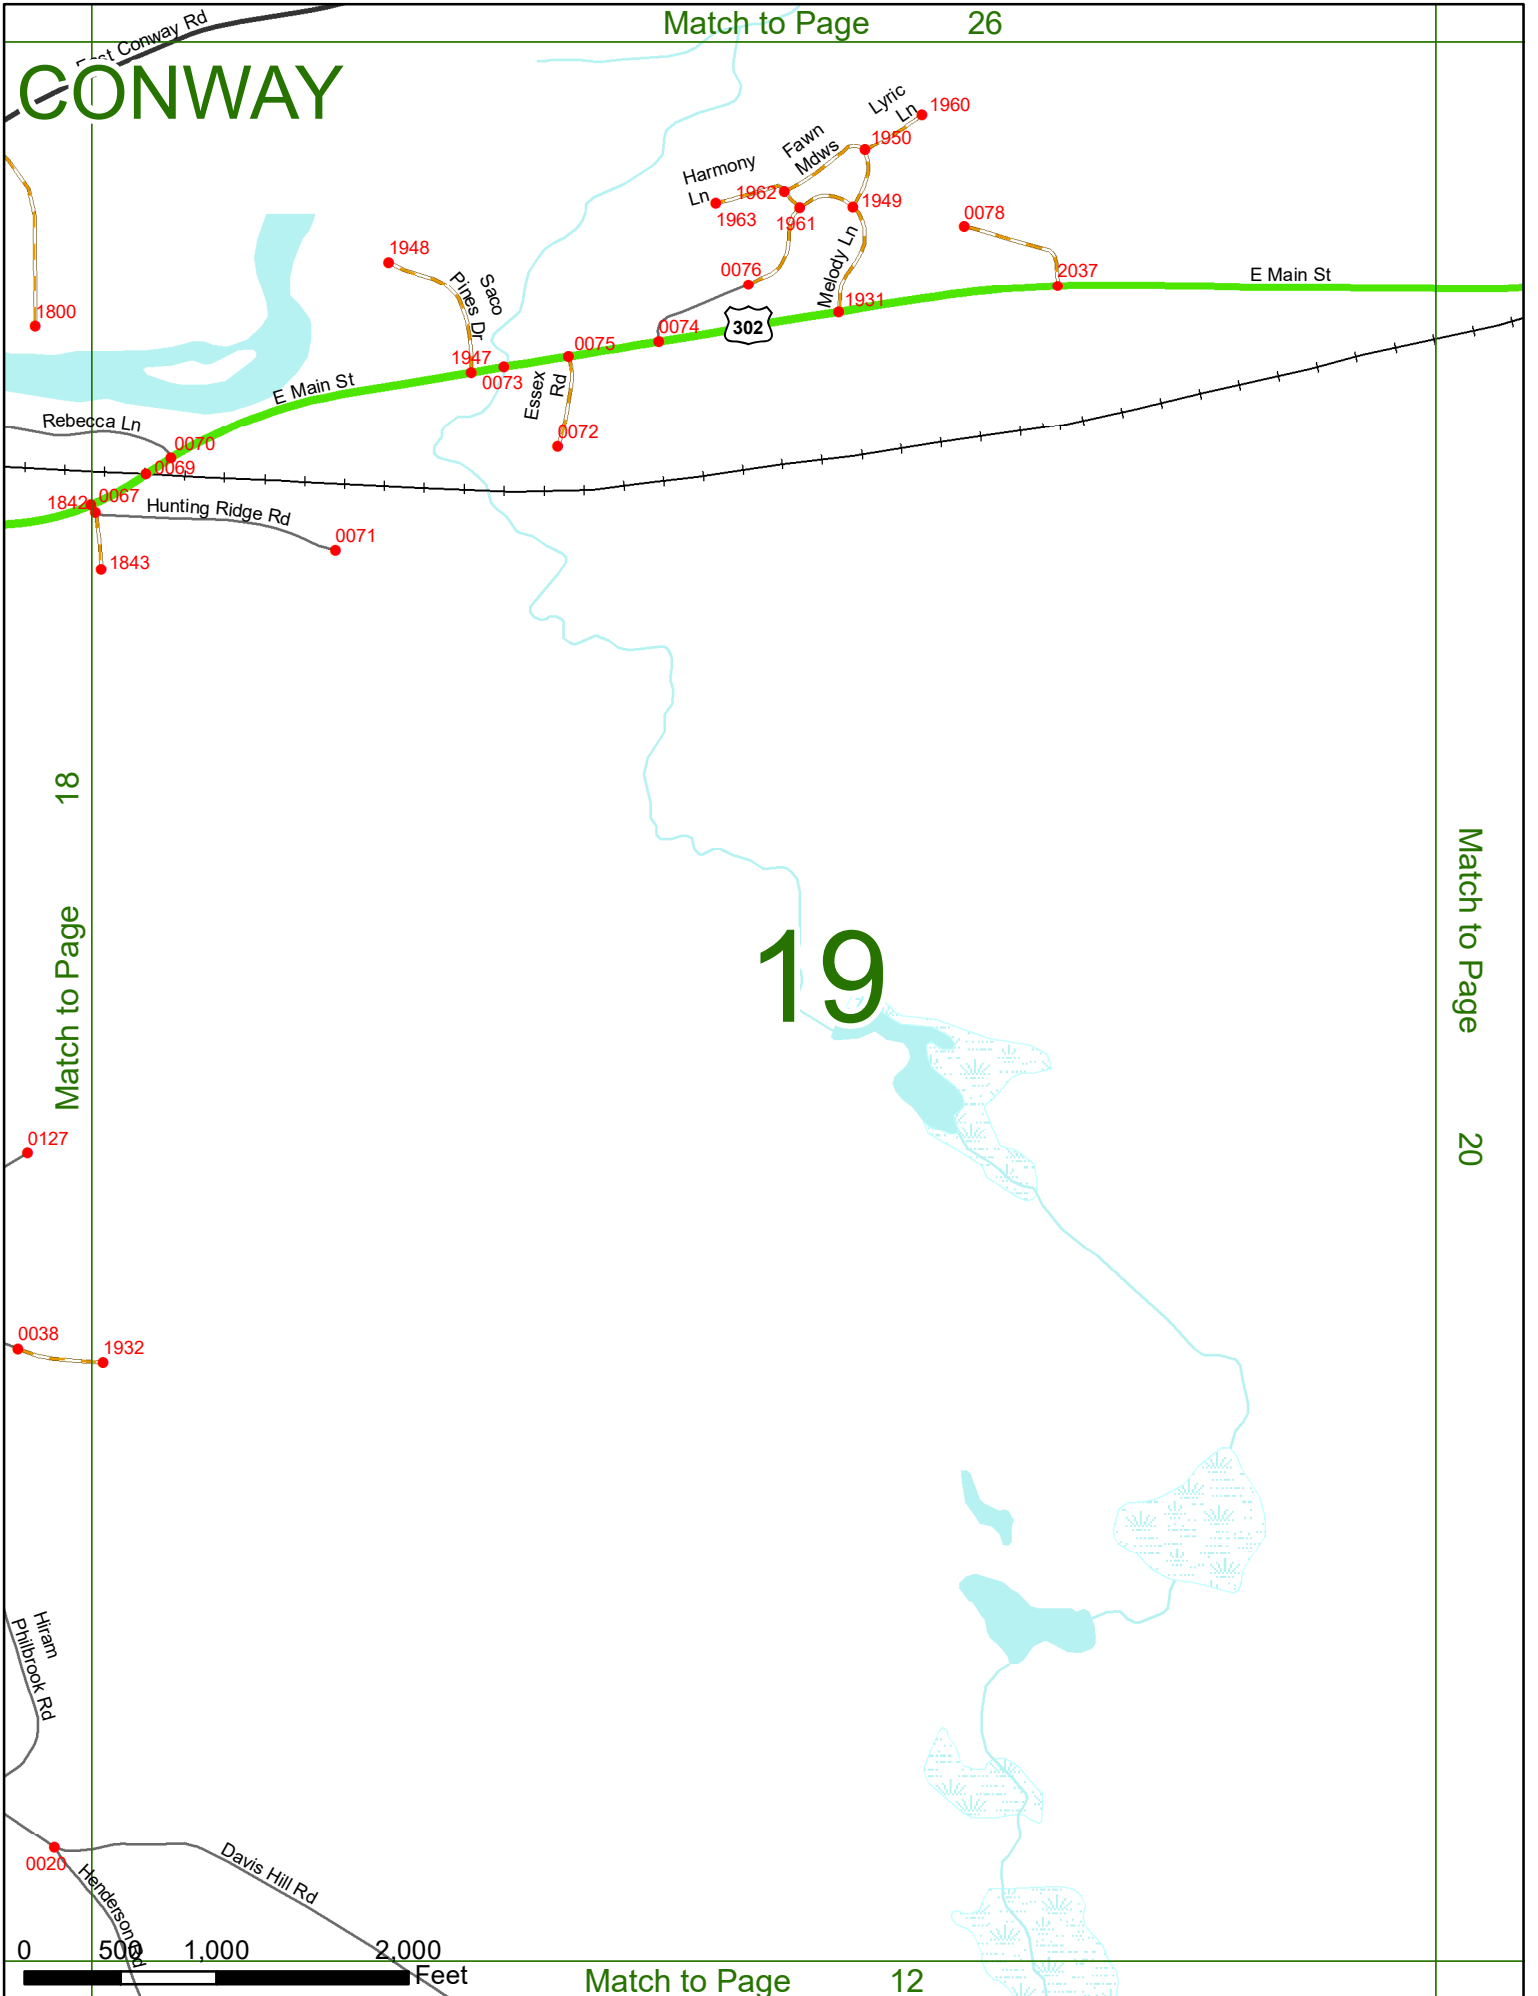 Match to Page 26
East Conway Rd
CONWAY
Lyric
Ln
1960
1950
Fawn
Mdws
Harmony
Ln
1962
1963
1961
1949
0078
1948
Saco
Pines Dr
0076
Melody Ln
2037
E Main St
1800
1931
302
0074
0075
1947
0073
E Main St
Essex
Rd
Rebecca Ln
0072
0070
0069
1842
0067
Hunting Ridge Rd
0071
1843
Match to Page 18
19
Match to Page 20
0127
0038
1932
Hiram
Philbrook Rd
0020
Henderson Rd
Davis Hill Rd
0 500 1,000 2,000
Feet
Match to Page 12